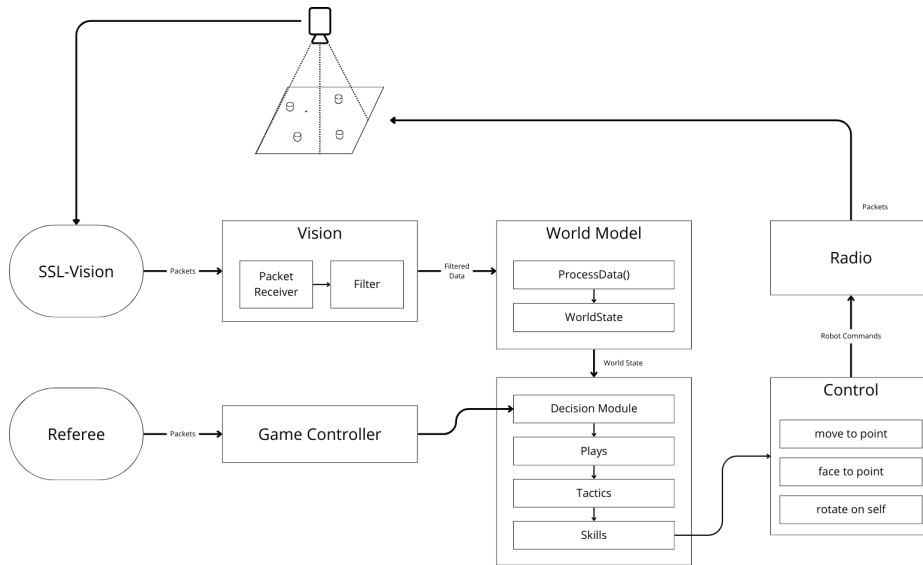 Packets
SSL-Vision
Packets
Vision
Packet
Receiver
Filter
Filtered
Data
World Model
ProcessData()
WorldState
Radio
World State
Robot Commands
Referee
Packets
Game Controller
Decision Module
Plays
Tactics
Skills
Control
move to point
face to point
rotate on self